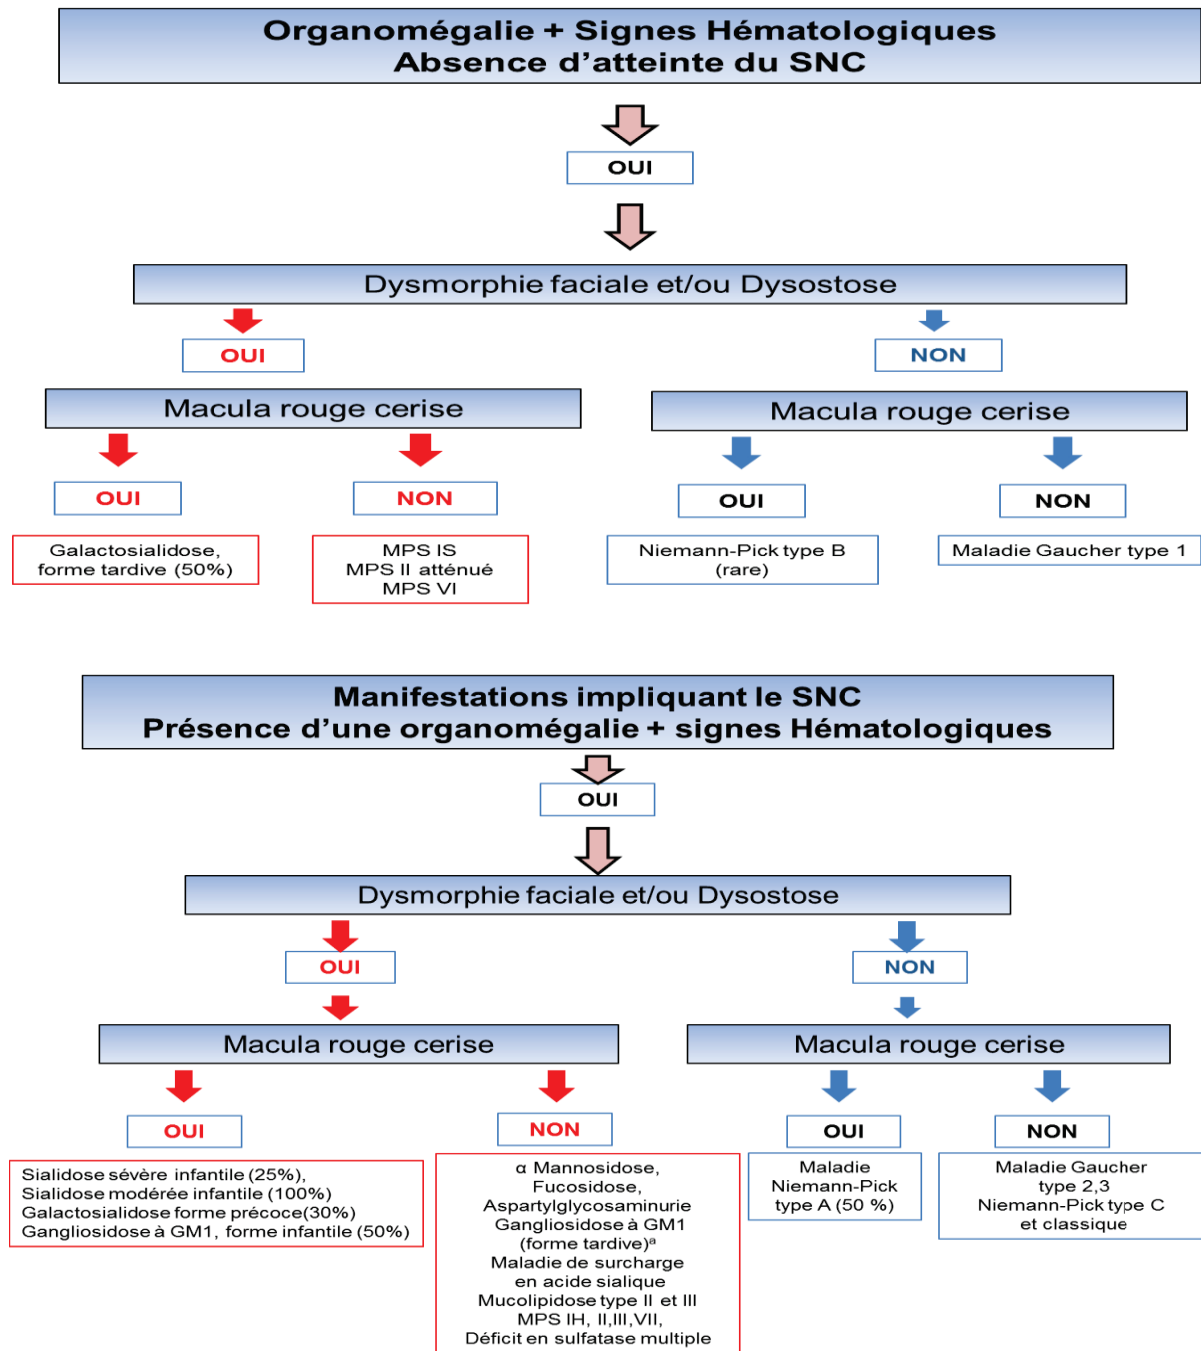 Organomégalie + Signes Hématologiques
Absence d'atteinte du SNC
OUI
Dysmorphie faciale et/ou Dysostose
OUI
NON
Macula rouge cerise
Macula rouge cerise
OUI
NON
OUI
NON
Galactosialidose,
forme tardive (50%)
MPS IS
MPS II atténué
MPS VI
Niemann-Pick type B
(rare)
Maladie Gaucher type 1
Manifestations impliquant le SNC
Présence d'une organomégalie + signes Hématologiques
OUI
Dysmorphie faciale et/ou Dysostose
OUI
NON
Macula rouge cerise
Macula rouge cerise
OUI
NON
OUI
NON
Sialidose sévère infantile (25%),
Sialidose modérée infantile (100%)
Galactosialidose forme précoce(30%)
Gangliosidose à GM1, forme infantile (50%)
α Mannosidose,
Fucosidose,
Aspartylglycosaminurie
Gangliosidose à GM1
(forme tardive)ᵃ
Maladie de surcharge
en acide sialique
Mucolipidose type II et III
MPS IH, II,III,VII,
Déficit en sulfatase multiple
Maladie
Niemann-Pick
type A (50 %)
Maladie Gaucher
type 2,3
Niemann-Pick type C
et classique